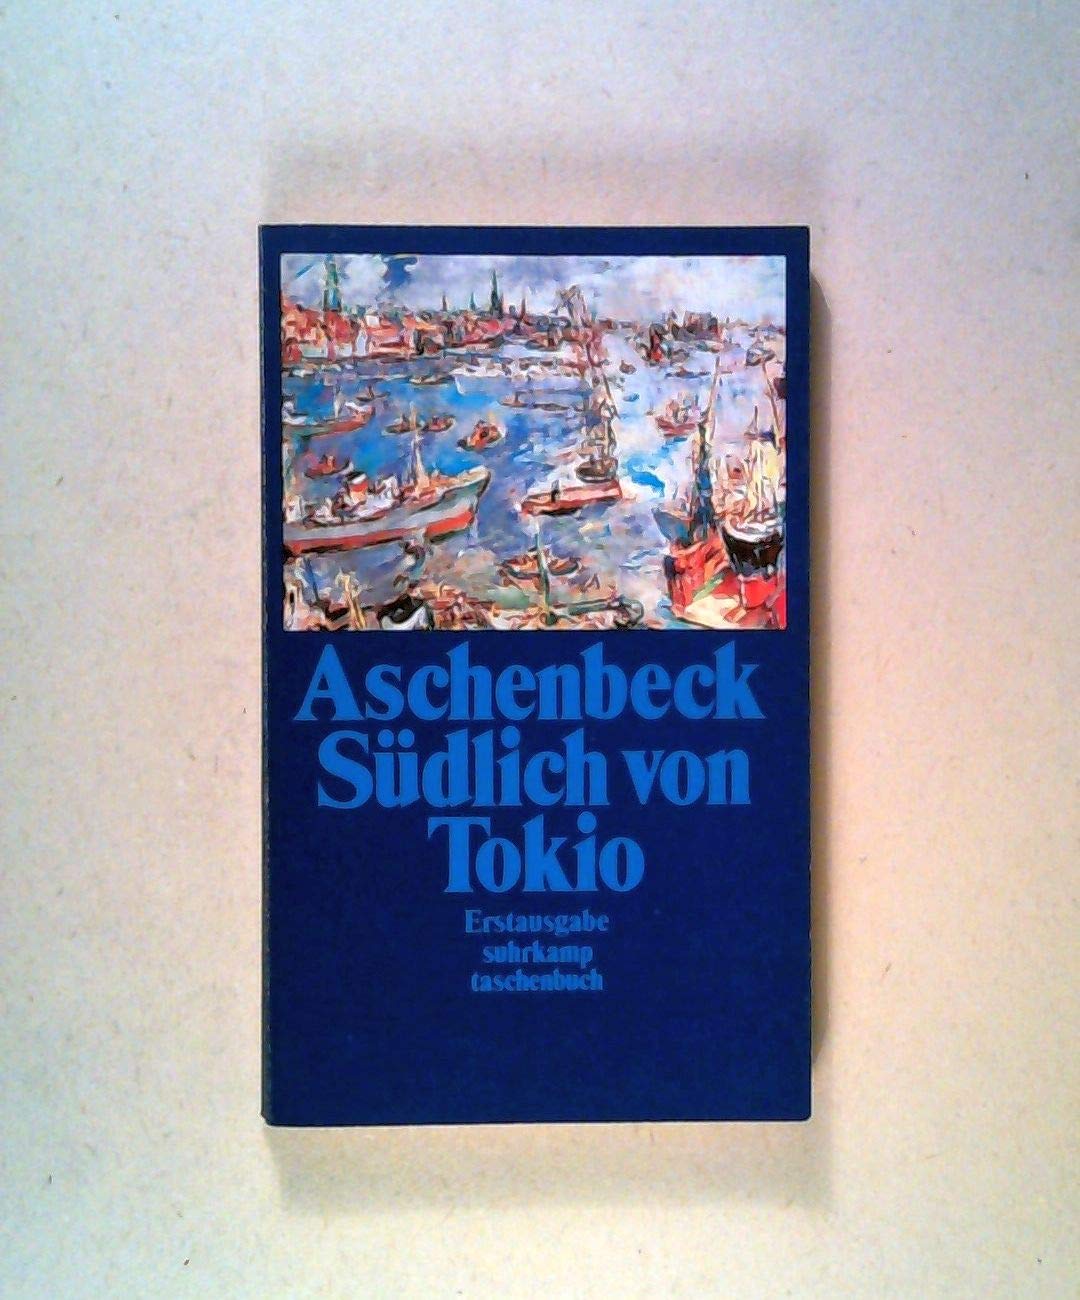 Aschenbeck
Südlich von
Tokio
Erstausgabe
suhrkamp
taschenbuch